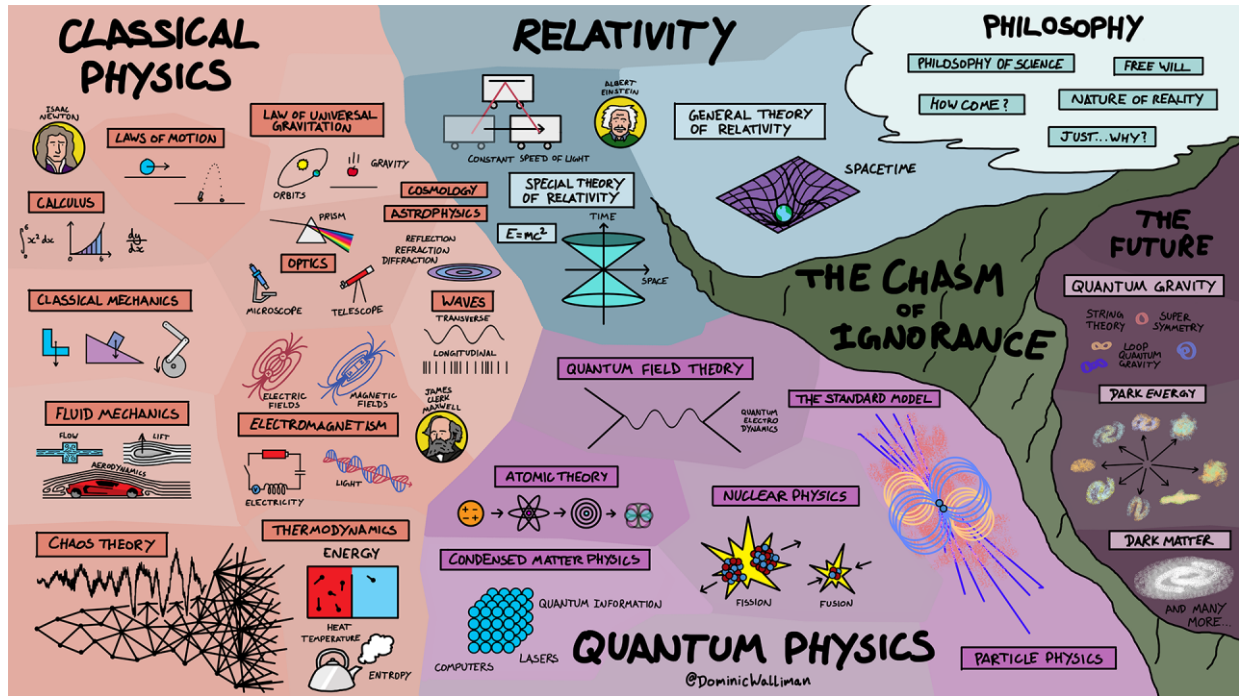 CLASSICAL
PHYSICS
ISAAC
NEWTON
LAWS OF MOTION
LAW OF UNIVERSAL
GRAVITATION
ORBITS
GRAVITY
CALCULUS
∫₀⁶ x² dx
dy/dx
COSMOLOGY
ASTROPHYSICS
PRISM
OPTICS
MICROSCOPE
TELESCOPE
REFLECTION
REFRACTION
DIFFRACTION
WAVES
TRANSVERSE
LONGITUDINAL
CLASSICAL MECHANICS
ELECTRIC
FIELDS
MAGNETIC
FIELDS
JAMES
CLERK
MAXWELL
FLUID MECHANICS
FLOW
LIFT
AERODYNAMICS
ELECTROMAGNETISM
ELECTRICITY
LIGHT
CHAOS THEORY
THERMODYNAMICS
ENERGY
HEAT
TEMPERATURE
ENTROPY
RELATIVITY
ALBERT
EINSTEIN
CONSTANT SPEED OF LIGHT
SPECIAL THEORY
OF RELATIVITY
E=mc²
TIME
SPACE
GENERAL THEORY
OF RELATIVITY
SPACETIME
PHILOSOPHY
PHILOSOPHY OF SCIENCE
FREE WILL
HOW COME?
NATURE OF REALITY
JUST...WHY?
THE CHASM
OF
IGNORANCE
THE
FUTURE
QUANTUM GRAVITY
STRING
THEORY
SUPER
SYMMETRY
LOOP
QUANTUM
GRAVITY
DARK ENERGY
DARK MATTER
AND MANY
MORE...
QUANTUM FIELD THEORY
QUANTUM
ELECTRO
DYNAMICS
THE STANDARD MODEL
ATOMIC THEORY
NUCLEAR PHYSICS
FISSION
FUSION
CONDENSED MATTER PHYSICS
QUANTUM INFORMATION
COMPUTERS
LASERS
QUANTUM PHYSICS
@DominicWalliman
PARTICLE PHYSICS